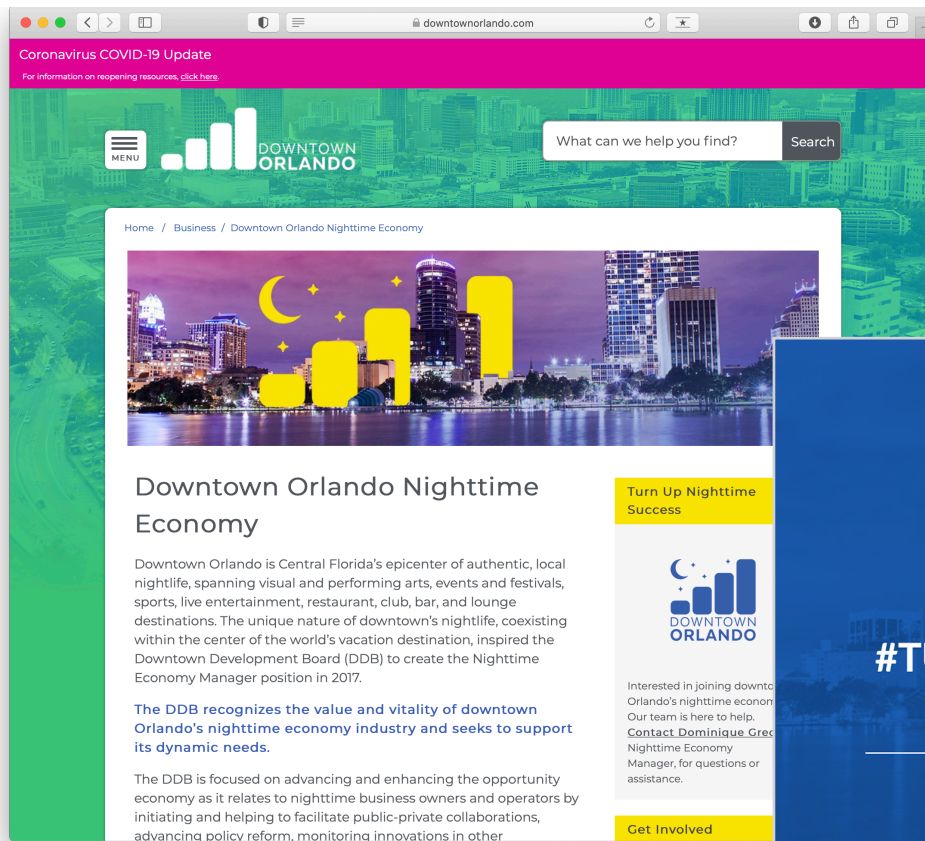 downtownorlando.com
Coronavirus COVID-19 Update
For information on reopening resources, click here.
MENU
DOWNTOWN
ORLANDO
What can we help you find?
Search
Home / Business / Downtown Orlando Nighttime Economy
Downtown Orlando Nighttime
Economy
Downtown Orlando is Central Florida's epicenter of authentic, local
nightlife, spanning visual and performing arts, events and festivals,
sports, live entertainment, restaurant, club, bar, and lounge
destinations. The unique nature of downtown's nightlife, coexisting
within the center of the world's vacation destination, inspired the
Downtown Development Board (DDB) to create the Nighttime
Economy Manager position in 2017.
The DDB recognizes the value and vitality of downtown
Orlando's nighttime economy industry and seeks to support
its dynamic needs.
The DDB is focused on advancing and enhancing the opportunity
economy as it relates to nighttime business owners and operators by
initiating and helping to facilitate public-private collaborations,
advancing policy reform, monitoring innovations in other
Turn Up Nighttime
Success
DOWNTOWN
ORLANDO
Interested in joining downto
Orlando's nighttime econom
Our team is here to help.
Contact Dominique Gre
Nighttime Economy
Manager, for questions or
assistance.
Get Involved
#T